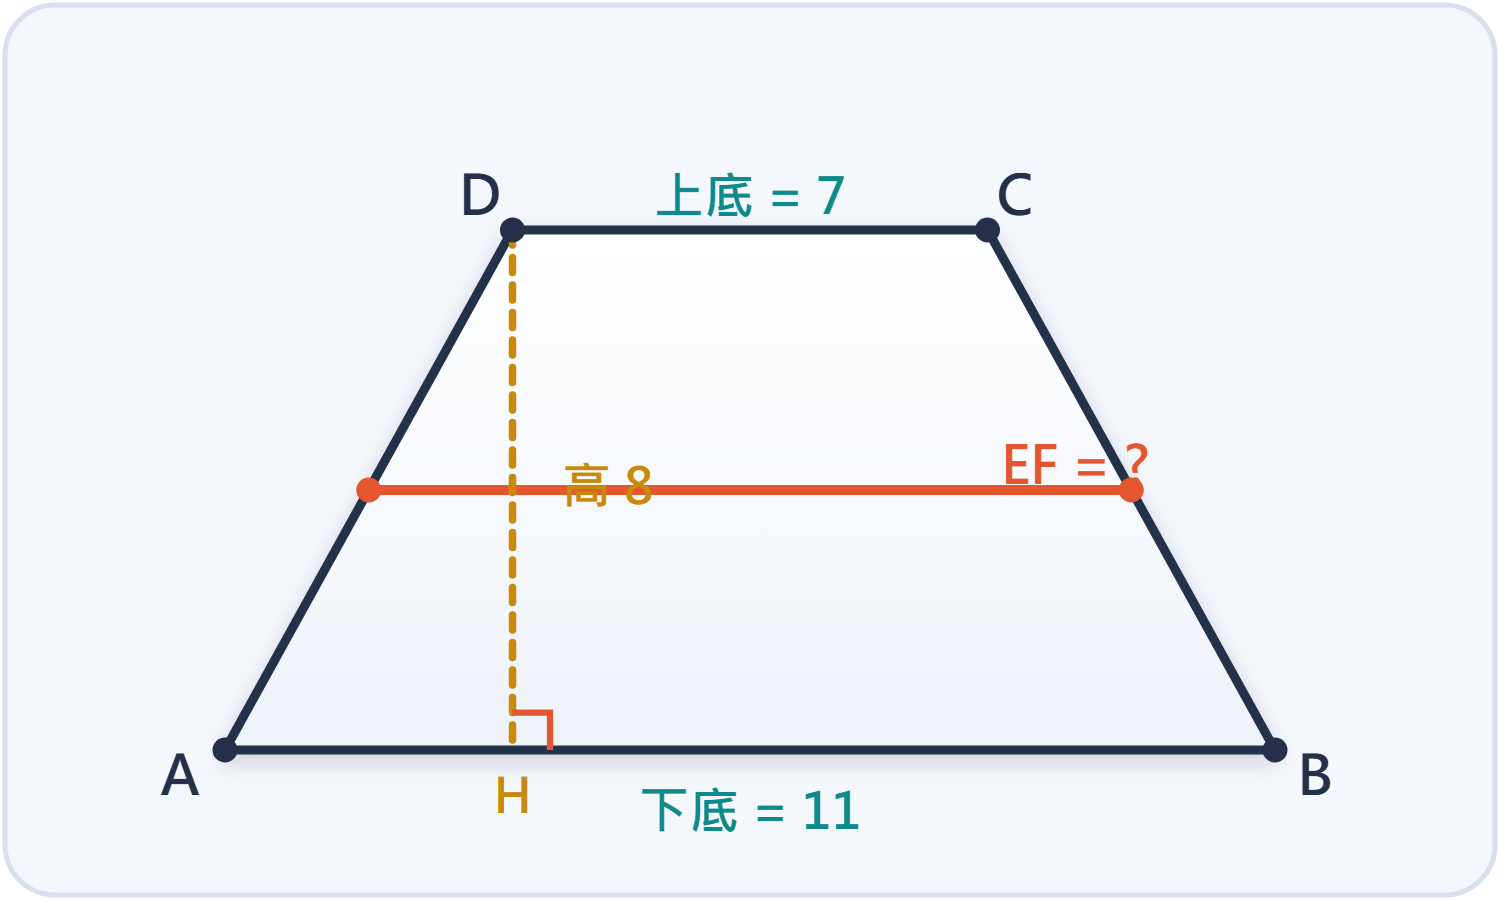 D
上底 = 7
C
EF = ?
高 8
A
H
下底 = 11
B